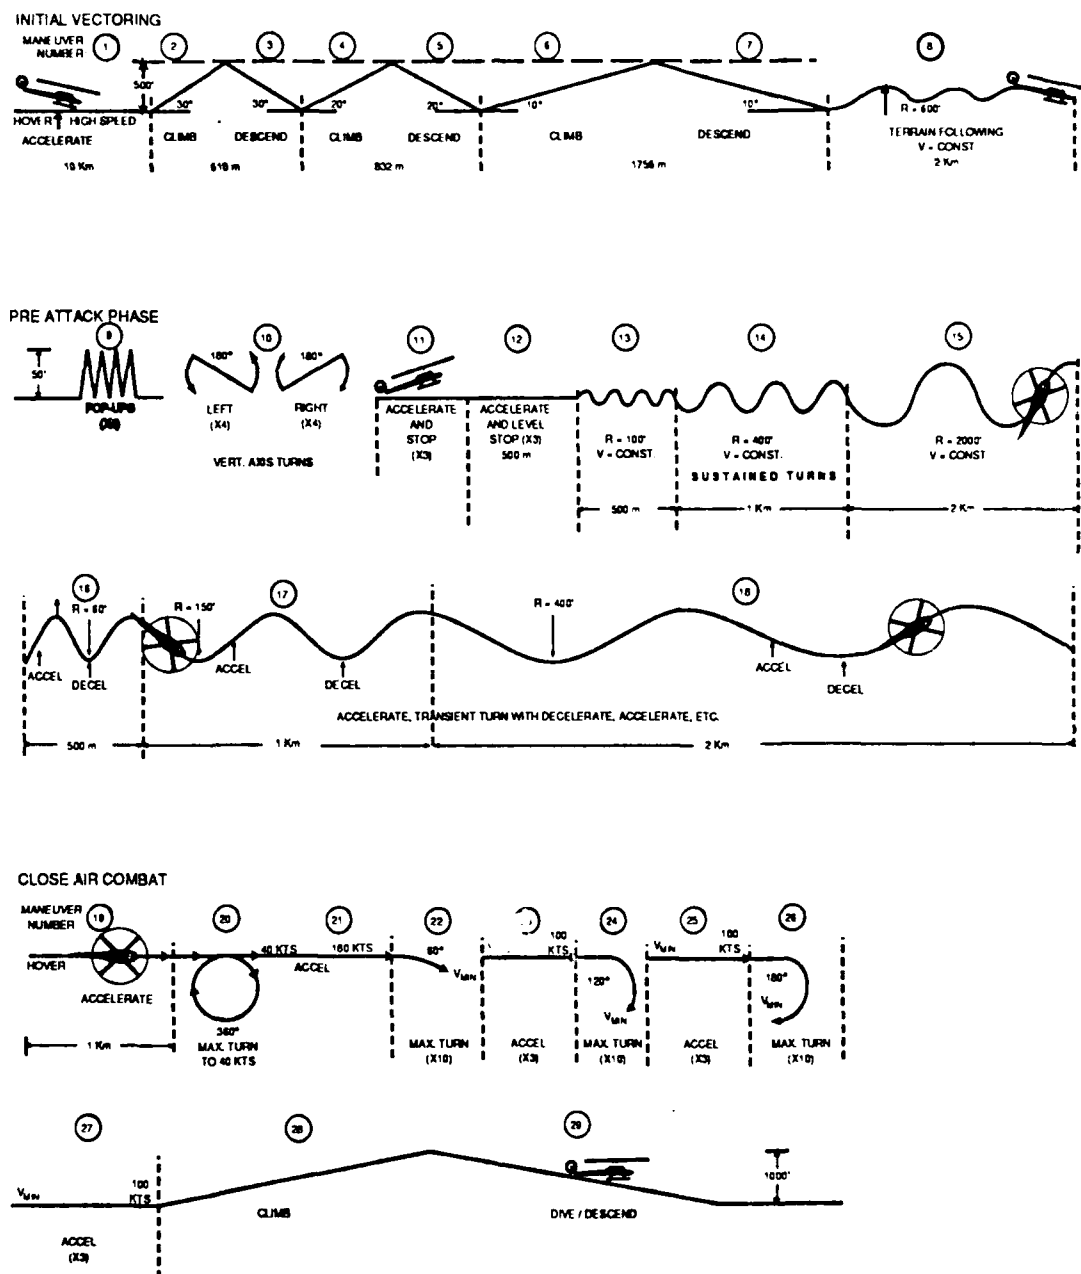 INITIAL VECTORING
MANEUVER
NUMBER
1
2
3
4
5
6
7
8
500'
30°
30°
20°
20°
10°
10°
R = 600'
HOVER
HIGH SPEED
ACCELERATE
CLIMB
DESCEND
CLIMB
DESCEND
CLIMB
DESCEND
TERRAIN FOLLOWING
V = CONST
2 Km
10 Km
619 m
832 m
1756 m
PRE ATTACK PHASE
9
10
11
12
13
14
15
50'
180°
180°
POP-UPS
LEFT
(X4)
RIGHT
(X4)
VERT. AXIS TURNS
ACCELERATE
AND
STOP
(X3)
ACCELERATE
AND LEVEL
STOP (X3)
500 m
R = 100'
V = CONST.
R = 400'
V = CONST.
R = 2000'
V = CONST
SUSTAINED TURNS
500 m
1 Km
2 Km
16
17
18
R = 60'
R = 150'
R = 400'
ACCEL
DECEL
ACCEL
DECEL
ACCEL
DECEL
ACCELERATE, TRANSIENT TURN WITH DECELERATE, ACCELERATE, ETC.
500 m
1 Km
2 Km
CLOSE AIR COMBAT
MANEUVER
NUMBER
19
20
21
22
24
25
26
HOVER
ACCELERATE
1 Km
40 KTS
160 KTS
ACCEL
360°
MAX. TURN
TO 40 KTS
VMIN
MAX. TURN
(X10)
100
KTS
ACCEL
(X3)
120°
VMIN
MAX. TURN
(X10)
VMIN
100
KTS
ACCEL
(X3)
180°
VMIN
MAX. TURN
(X10)
27
28
29
VMIN
100
KTS
ACCEL
(X3)
CLIMB
DIVE / DESCEND
1000'